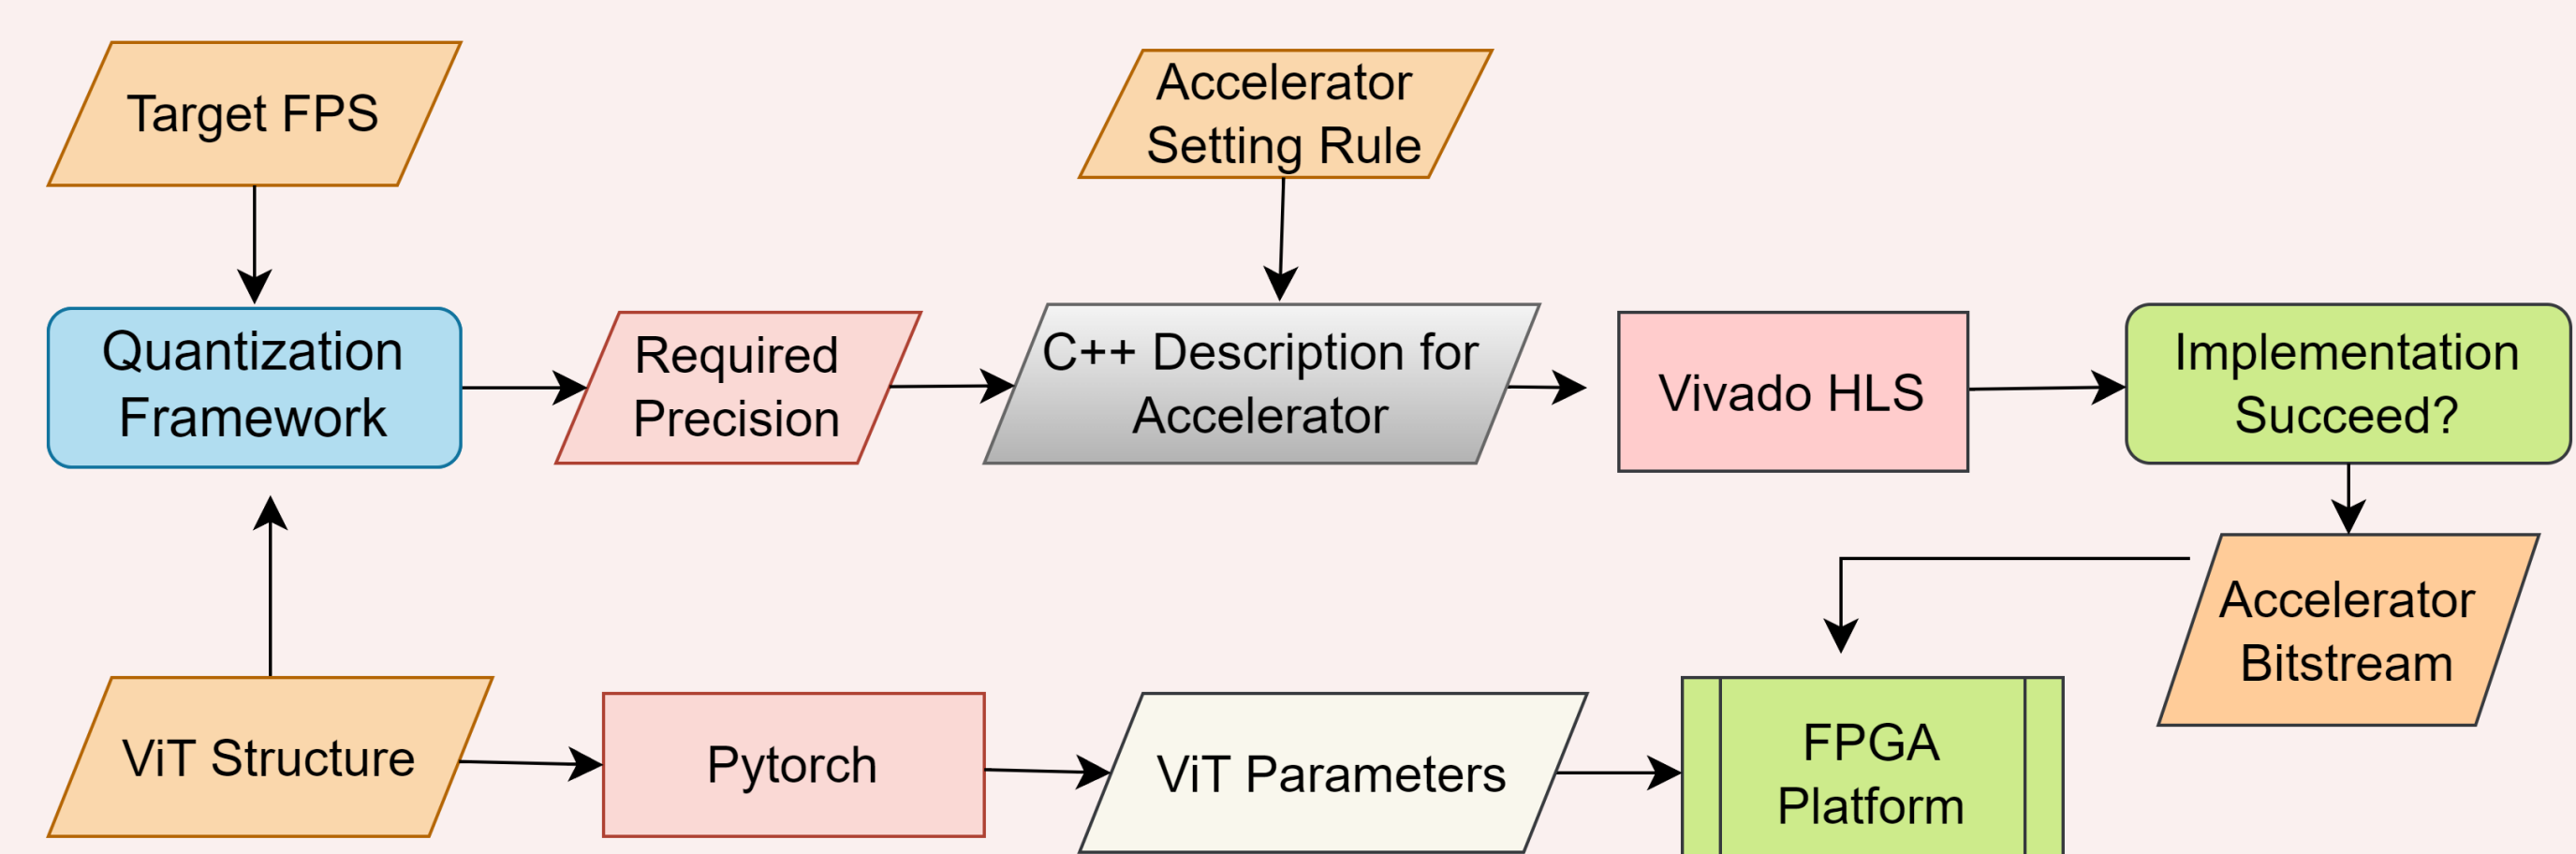 Target FPS
Accelerator
Setting Rule
Quantization
Framework
Required
Precision
C++ Description for
Accelerator
Vivado HLS
Implementation
Succeed?
Accelerator
Bitstream
ViT Structure
Pytorch
ViT Parameters
FPGA
Platform